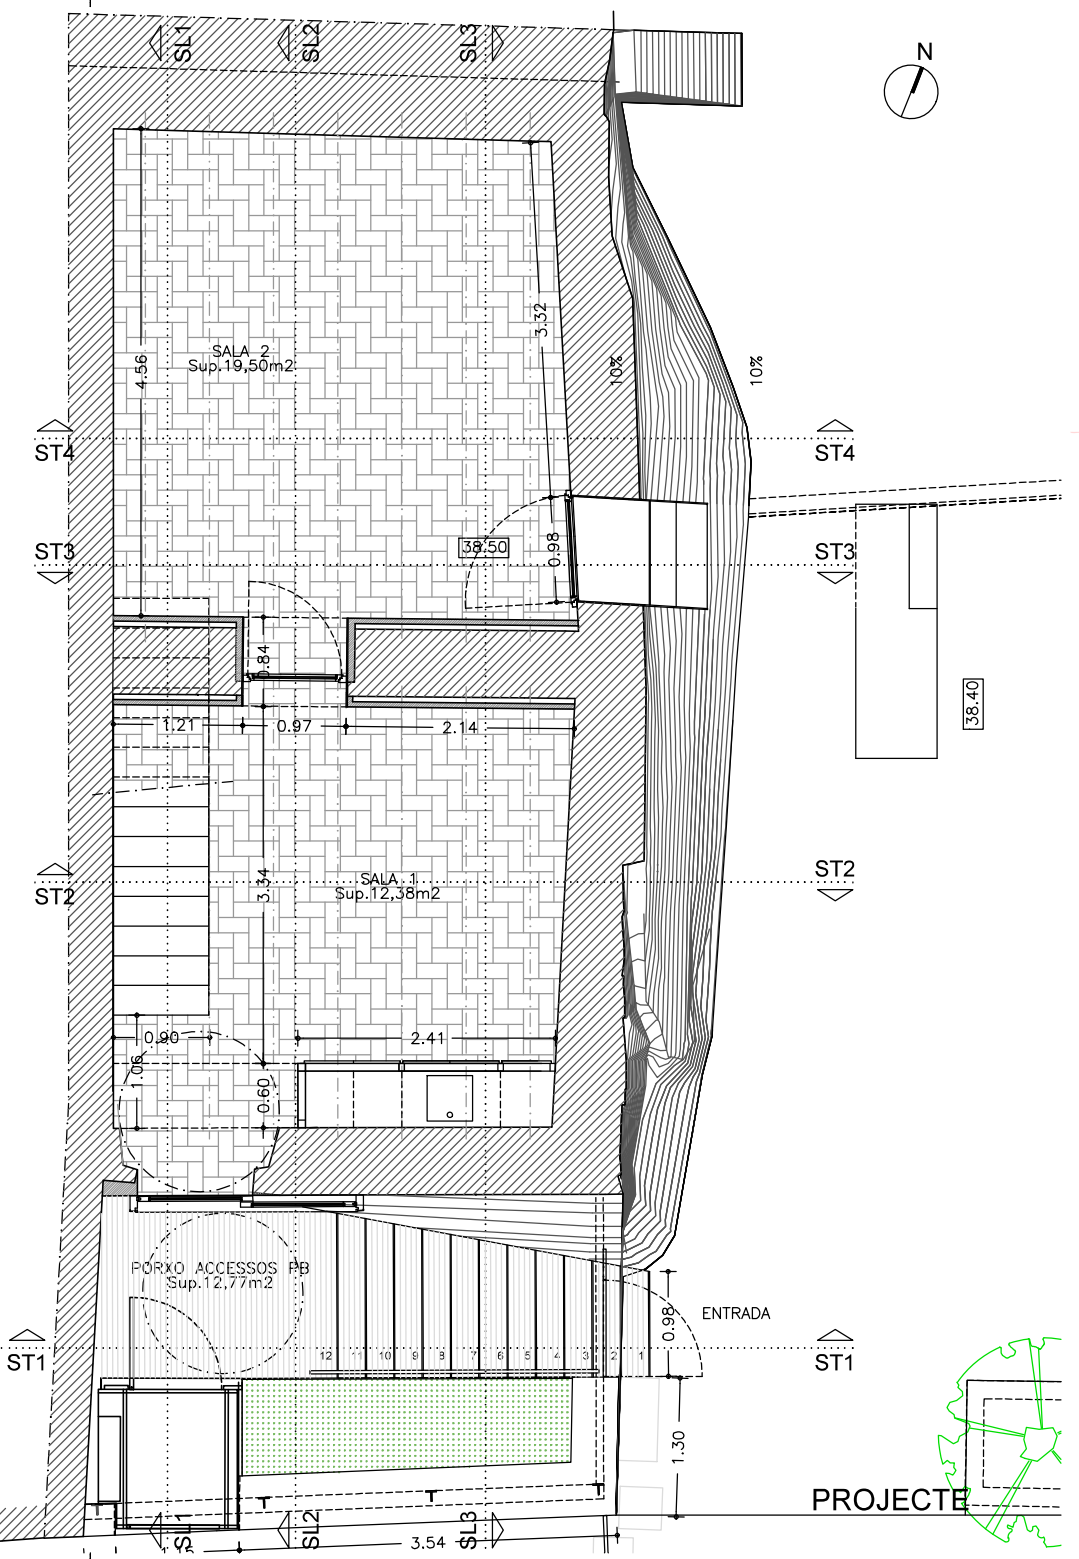 SL1
SL2
SL3
N
4.56
3.32
SALA 2
Sup.19,50m2
10%
10%
ST4
ST4
38.50
0.98
ST3
ST3
0.84
1.21
0.97
2.14
38.40
SALA 1
Sup.12,38m2
3.34
ST2
ST2
0.90
2.41
1.06
0.60
PORXO ACCESSOS PB
Sup.12,77m2
0.98
ENTRADA
12 11 10 9 8 7 6 5 4 3 2 1
ST1
ST1
1.30
PROJECTE
T
T
T
SL1
SL2
SL3
3.54